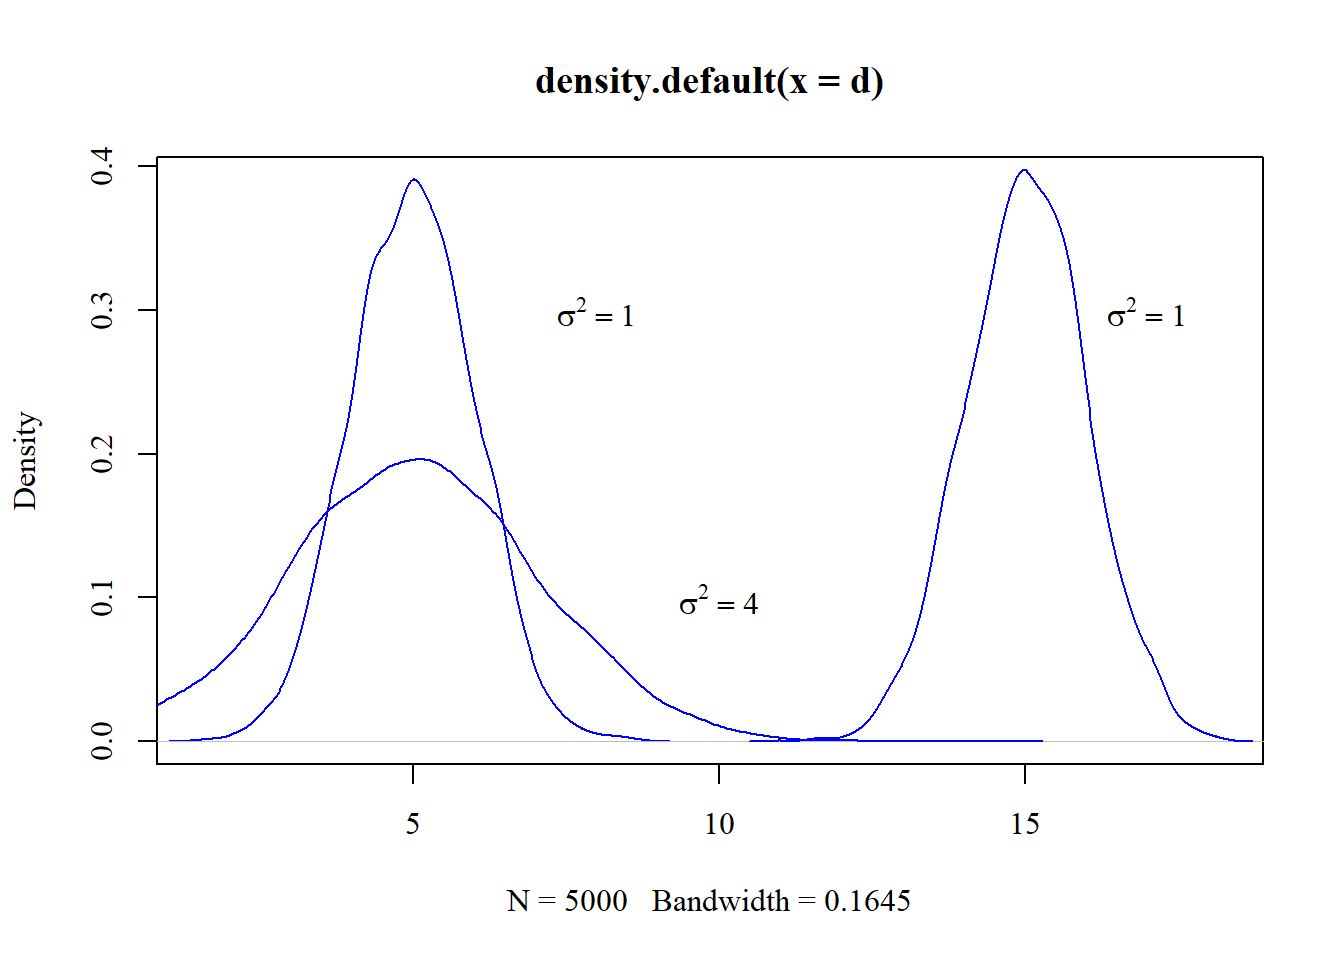 density.default(x = d)
0.4
0.3
0.2
0.1
0.0
Density
σ² = 1
σ² = 1
σ² = 4
5 10 15
N = 5000 Bandwidth = 0.1645